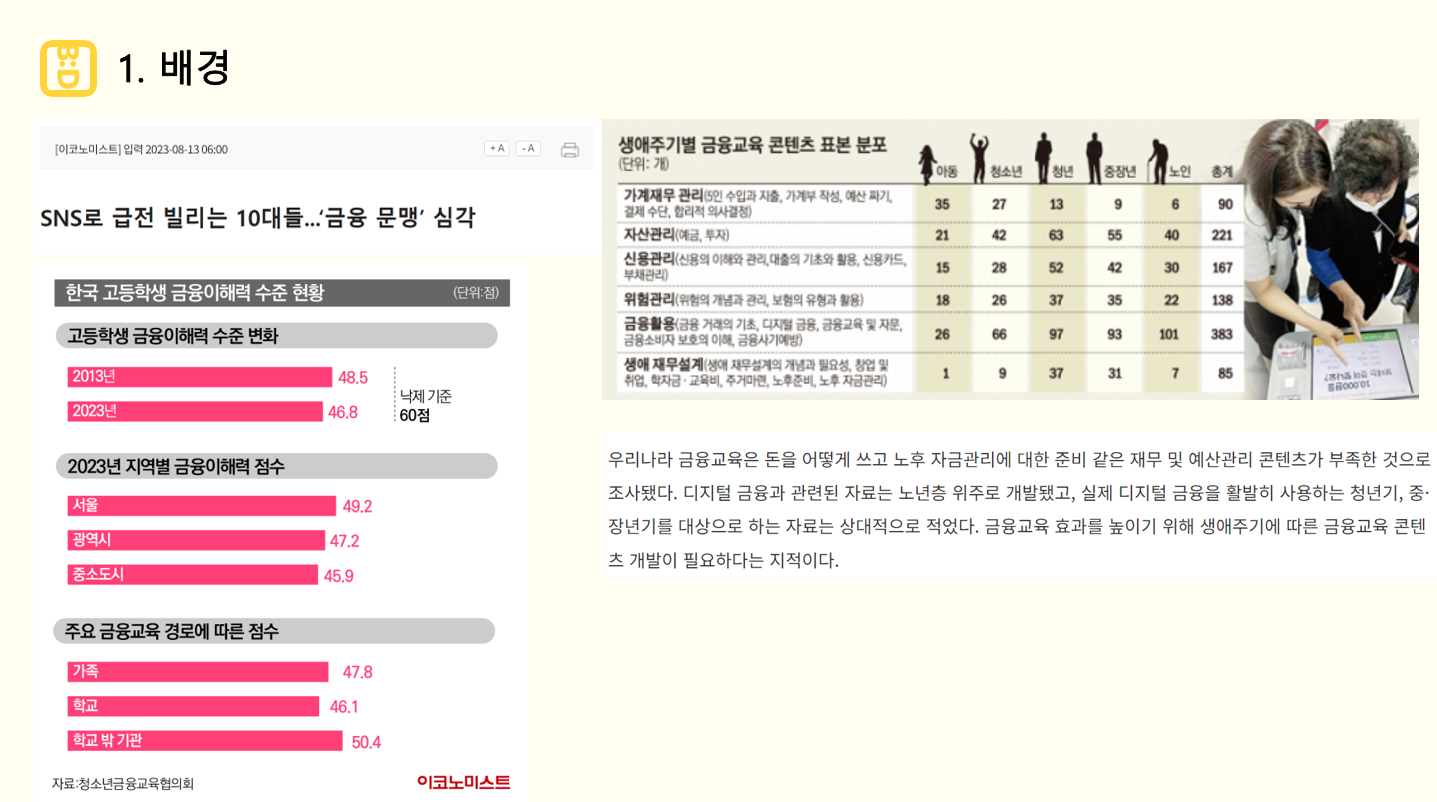 1. 배경
[이코노미스트] 입력 2023-08-13 06:00
+ A
- A
SNS로 급전 빌리는 10대들…‘금융 문맹’ 심각
한국 고등학생 금융이해력 수준 현황 (단위:점)
고등학생 금융이해력 수준 변화
2013년 48.5
2023년 46.8
낙제 기준
60점
2023년 지역별 금융이해력 점수
서울 49.2
광역시 47.2
중소도시 45.9
주요 금융교육 경로에 따른 점수
가족 47.8
학교 46.1
학교 밖 기관 50.4
자료:청소년금융교육협의회
이코노미스트
생애주기별 금융교육 콘텐츠 표본 분포
(단위: 개)
아동 청소년 청년 중장년 노인 총계
가계재무 관리(5인 수입과 지출, 가계부 작성, 예산 짜기,
결제 수단, 합리적 의사결정)
35 27 13 9 6 90
자산관리(예금, 투자) 21 42 63 55 40 221
신용관리(신용의 이해와 관리,대출의 기초와 활용, 신용카드,
부채관리)
15 28 52 42 30 167
위험관리(위험의 개념과 관리, 보험의 유형과 활용) 18 26 37 35 22 138
금융활용(금융 거래의 기초, 디지털 금융, 금융교육 및 자문,
금융소비자 보호의 이해, 금융사기예방)
26 66 97 93 101 383
생애 재무설계(생애 재무설계의 개념과 필요성, 창업 및
취업, 학자금·교육비, 주거마련, 노후준비, 노후 자금관리)
1 9 37 31 7 85
10,000원을
우리나라 금융교육은 돈을 어떻게 쓰고 노후 자금관리에 대한 준비 같은 재무 및 예산관리 콘텐츠가 부족한 것으로
조사됐다. 디지털 금융과 관련된 자료는 노년층 위주로 개발됐고, 실제 디지털 금융을 활발히 사용하는 청년기, 중·
장년기를 대상으로 하는 자료는 상대적으로 적었다. 금융교육 효과를 높이기 위해 생애주기에 따른 금융교육 콘텐
츠 개발이 필요하다는 지적이다.